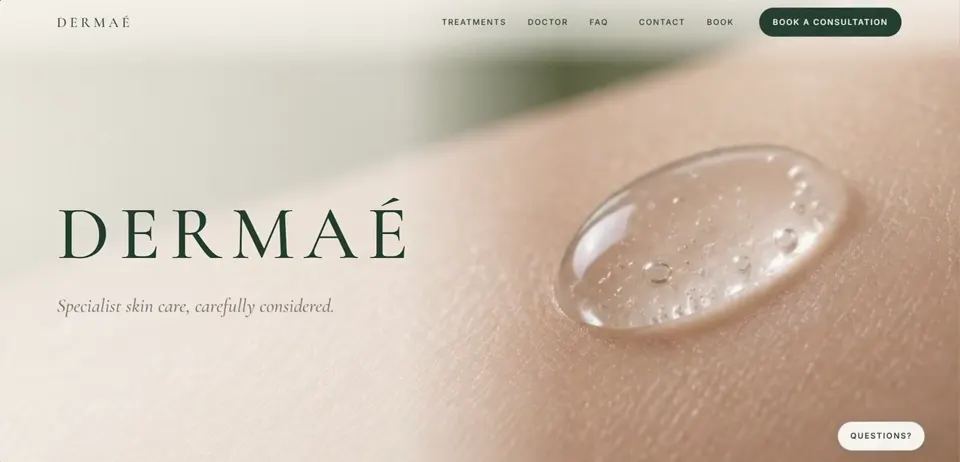 DERMAÉ
TREATMENTS DOCTOR FAQ CONTACT BOOK BOOK A CONSULTATION
DERMAÉ
Specialist skin care, carefully considered.
QUESTIONS?